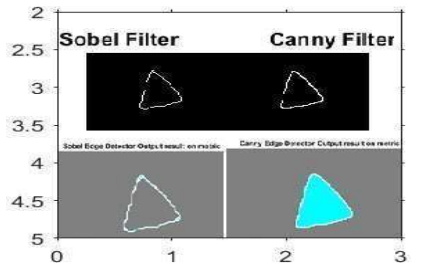 2
Sobel Filter Canny Filter
2.5
3
3.5
Sobel Edge Detector Output result on metric Canny Edge Detector Output result on metric
4
4.5
5
0 1 2 3